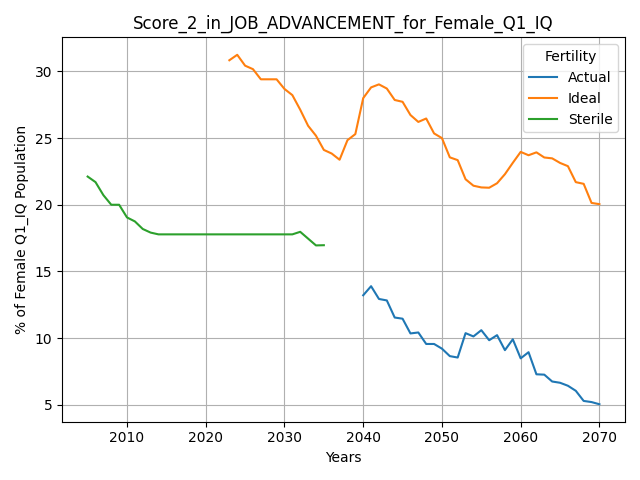 Score_2_in_JOB_ADVANCEMENT_for_Female_Q1_IQ
Fertility
Actual
Ideal
Sterile
% of Female Q1_IQ Population
30
25
20
15
10
5
2010
2020
2030
2040
2050
2060
2070
Years